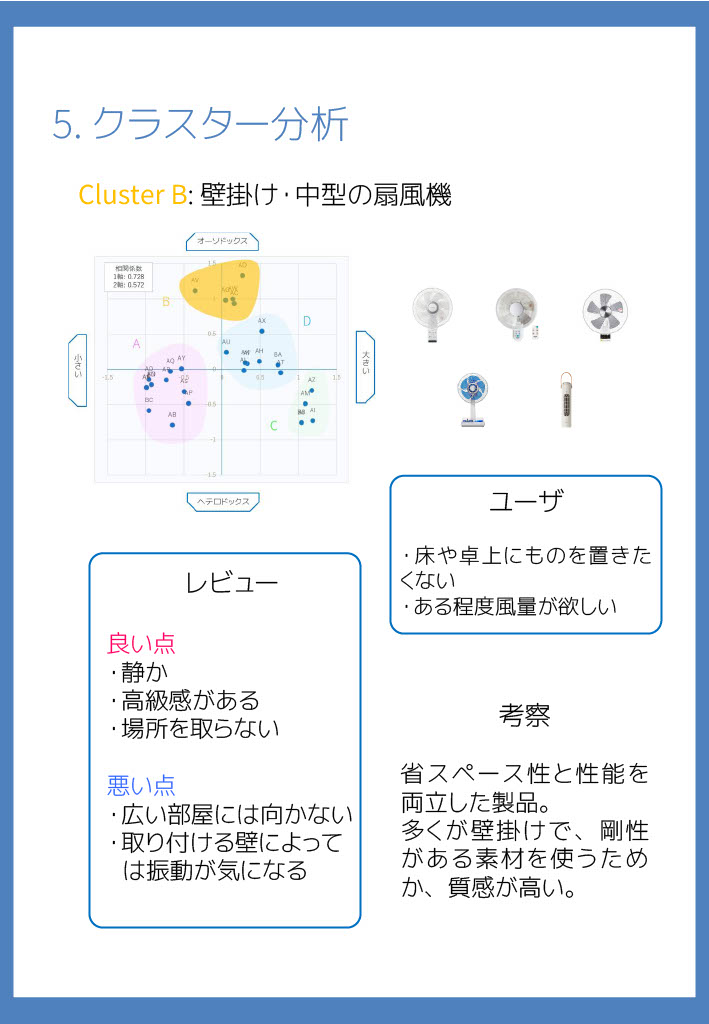 5. クラスター分析
Cluster B: 壁掛け・中型の扇風機
オーソドックス
相関係数
1軸: 0.728
2軸: 0.572
1.5
1
0.5
0
-0.5
-1
-1.5
-1.5
0
0.5
1
1.5
小さい
大きい
A
B
C
D
AV
AO
AX
AU
AH
BA
AT
AQ
AY
AS
AP
BC
AB
AZ
AM
AI
ヘテロドックス
ユーザ
・床や卓上にものを置きた
くない
・ある程度風量が欲しい
レビュー
良い点
・静か
・高級感がある
・場所を取らない
悪い点
・広い部屋には向かない
・取り付ける壁によって
は振動が気になる
考察
省スペース性と性能を
両立した製品。
多くが壁掛けで、剛性
がある素材を使うため
か、質感が高い。